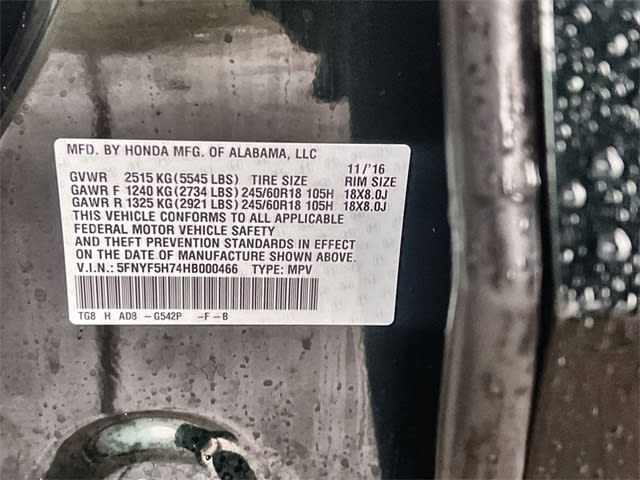 MFD. BY HONDA MFG. OF ALABAMA, LLC
11/'16
GVWR 2515 KG (5545 LBS) TIRE SIZE RIM SIZE
GAWR F 1240 KG (2734 LBS) 245/60R18 105H 18X8.0J
GAWR R 1325 KG (2921 LBS) 245/60R18 105H 18X8.0J
THIS VEHICLE CONFORMS TO ALL APPLICABLE
FEDERAL MOTOR VEHICLE SAFETY
AND THEFT PREVENTION STANDARDS IN EFFECT
ON THE DATE OF MANUFACTURE SHOWN ABOVE.
V.I.N.: 5FNYF5H74HB000466 TYPE: MPV
TG8 H AD8 -G542P -F-B